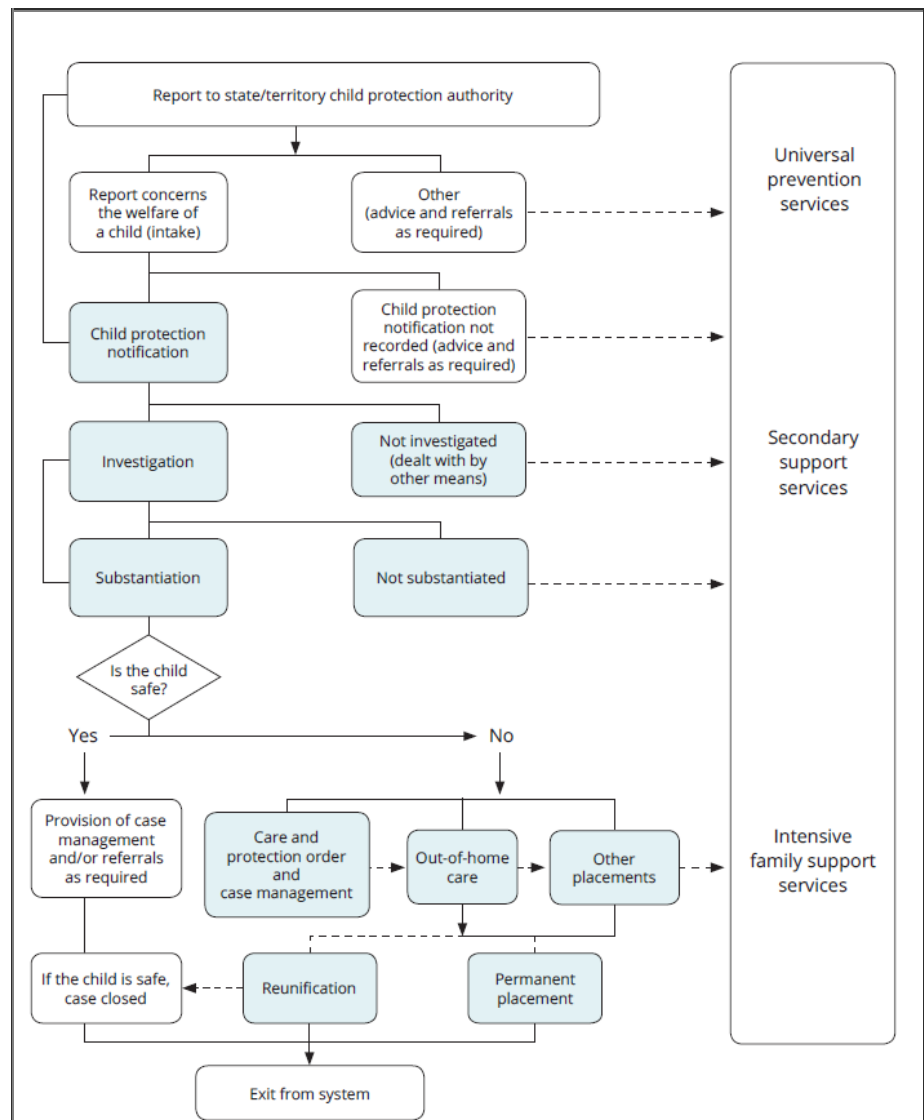 Report to state/territory child protection authority
Report concerns
the welfare of
a child (intake)
Other
(advice and referrals
as required)
Universal
prevention
services
Child protection
notification
Child protection
notification not
recorded (advice and
referrals as required)
Investigation
Not investigated
(dealt with by
other means)
Secondary
support
services
Substantiation
Not substantiated
Is the child
safe?
Yes
No
Provision of case
management
and/or referrals
as required
Care and
protection order
and
case management
Out-of-home
care
Other
placements
Intensive
family support
services
If the child is safe,
case closed
Reunification
Permanent
placement
Exit from system